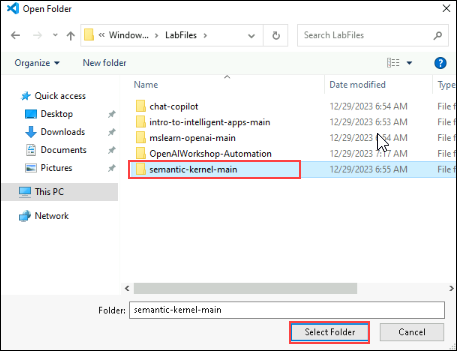 Open Folder
Window... > LabFiles >
Search LabFiles
Organize
New folder
Name Date modified Type
Quick access
Desktop
Downloads
Documents
Pictures
This PC
Network
chat-copilot 12/29/2023 6:54 AM File f
intro-to-intelligent-apps-main 12/29/2023 6:53 AM File f
mslearn-openai-main 12/29/2023 6:54 AM File f
OpenAIWorkshop-Automation 12/29/2023 7:17 AM File f
semantic-kernel-main 12/29/2023 6:55 AM File f
Folder: semantic-kernel-main
Select Folder
Cancel